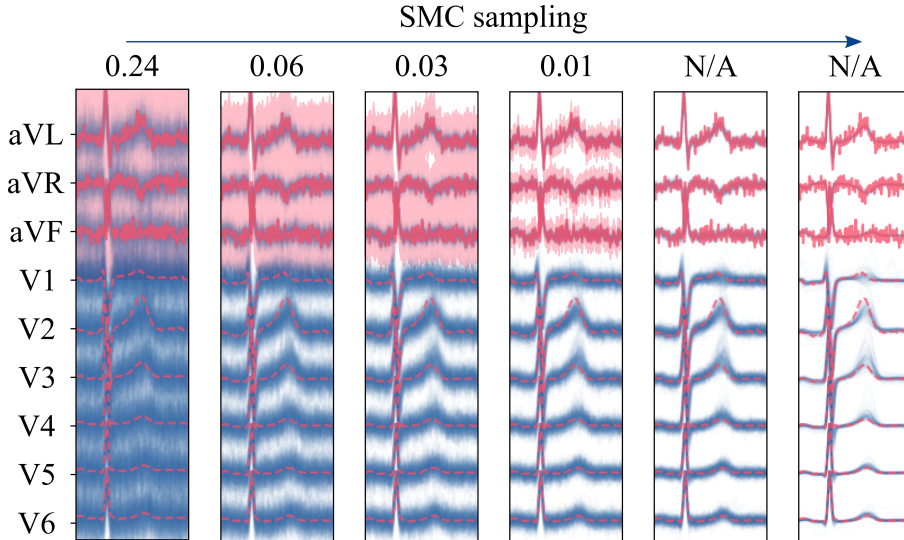 SMC sampling
0.24 0.06 0.03 0.01 N/A N/A
aVL
aVR
aVF
V1
V2
V3
V4
V5
V6